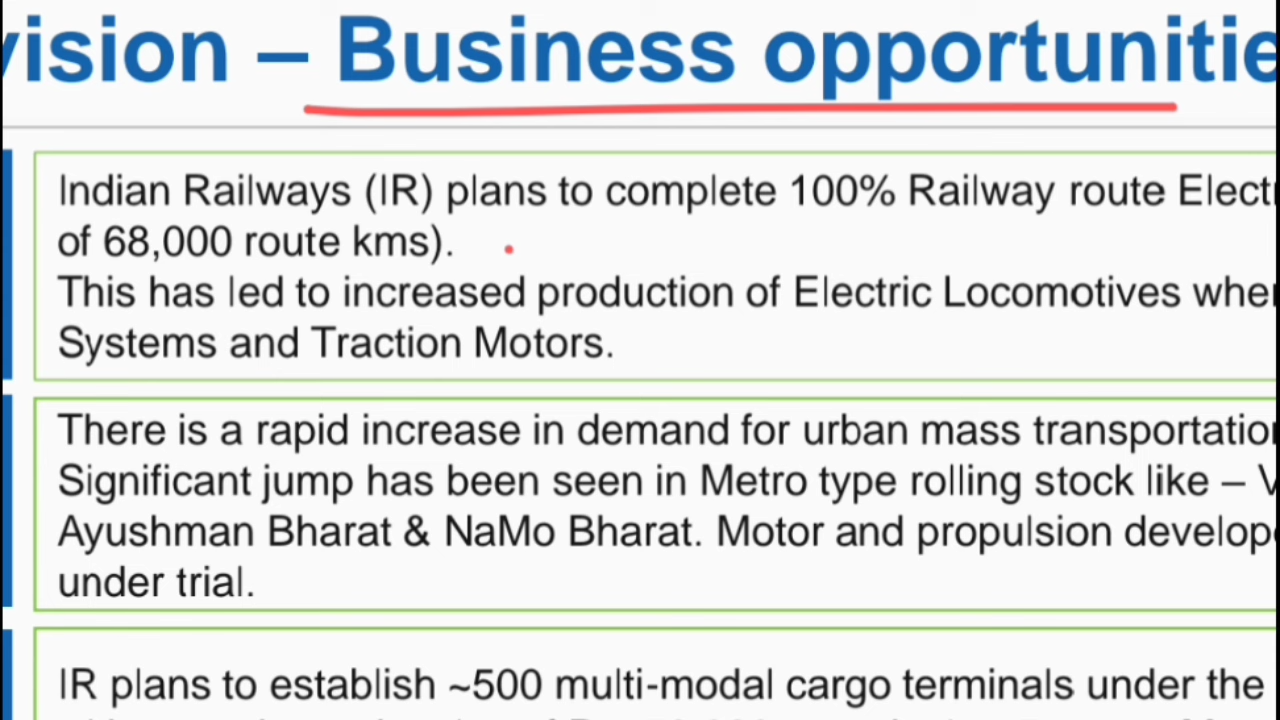 vision – Business opportunitie
Indian Railways (IR) plans to complete 100% Railway route Elect
of 68,000 route kms).
This has led to increased production of Electric Locomotives wher
Systems and Traction Motors.
There is a rapid increase in demand for urban mass transportatio
Significant jump has been seen in Metro type rolling stock like – V
Ayushman Bharat & NaMo Bharat. Motor and propulsion develop
under trial.
IR plans to establish ~500 multi-modal cargo terminals under the